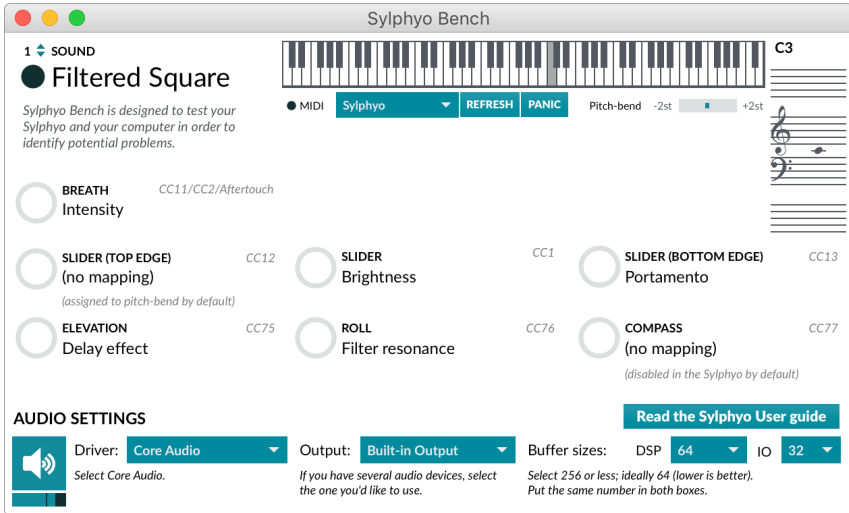 Sylphyo Bench
1 SOUND
Filtered Square
Sylphyo Bench is designed to test your
Sylphyo and your computer in order to
identify potential problems.
C3
MIDI Sylphyo REFRESH PANIC Pitch-bend -2st +2st
BREATH CC11/CC2/Aftertouch
Intensity
SLIDER (TOP EDGE) CC12
(no mapping)
(assigned to pitch-bend by default)
SLIDER CC1
Brightness
SLIDER (BOTTOM EDGE) CC13
Portamento
ELEVATION CC75
Delay effect
ROLL CC76
Filter resonance
COMPASS CC77
(no mapping)
(disabled in the Sylphyo by default)
AUDIO SETTINGS
Read the Sylphyo User guide
Driver: Core Audio
Select Core Audio.
Output: Built-in Output
If you have several audio devices, select
the one you'd like to use.
Buffer sizes: DSP 64 IO 32
Select 256 or less; ideally 64 (lower is better).
Put the same number in both boxes.